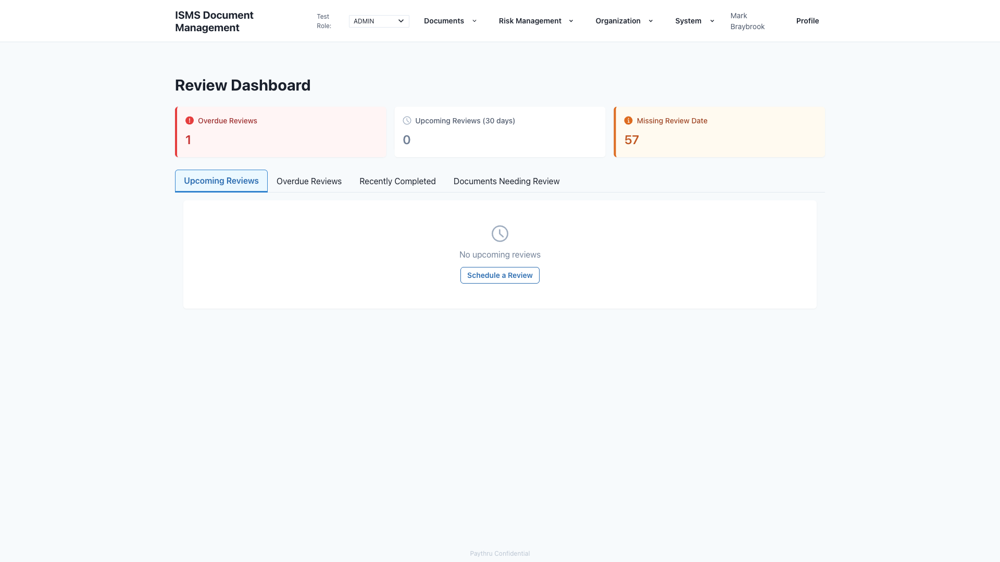 ISMS Document
Management
Test
Role:
ADMIN
Documents
Risk Management
Organization
System
Mark
Braybrook
Profile
Review Dashboard
Overdue Reviews
1
Upcoming Reviews (30 days)
0
Missing Review Date
57
Upcoming Reviews
Overdue Reviews
Recently Completed
Documents Needing Review
No upcoming reviews
Schedule a Review
Paythru Confidential